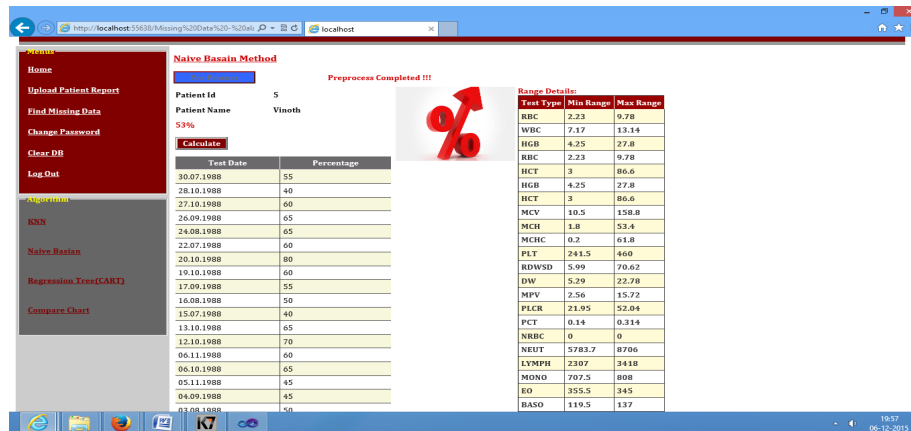 http://localhost:55638/Missing%20Data%20-%20ali
localhost
Menus
Home
Upload Patient Report
Find Missing Data
Change Password
Clear DB
Log Out
Algorithm
KNN
Naive Basian
Regression Tree(CART)
Compare Chart
Naive Basain Method
Preprocess Completed !!!
Patient Id 5
Patient Name Vinoth
53%
Calculate
Test Date Percentage
30.07.1988 55
28.10.1988 40
27.10.1988 60
26.09.1988 65
24.08.1988 65
22.07.1988 60
20.10.1988 80
19.10.1988 60
17.09.1988 55
16.08.1988 50
15.07.1988 40
13.10.1988 65
12.10.1988 70
06.11.1988 60
06.10.1988 65
05.11.1988 45
04.09.1988 45
03.08.1988 50
%
Range Details:
Test Type Min Range Max Range
RBC 2.23 9.78
WBC 7.17 13.14
HGB 4.25 27.8
RBC 2.23 9.78
HCT 3 86.6
HGB 4.25 27.8
HCT 3 86.6
MCV 10.5 158.8
MCH 1.8 53.4
MCHC 0.2 61.8
PLT 241.5 460
RDWSD 5.99 70.62
DW 5.29 22.78
MPV 2.56 15.72
PLCR 21.95 52.04
PCT 0.14 0.314
NRBC 0 0
NEUT 5783.7 8706
LYMPH 2307 3418
MONO 707.5 808
EO 355.5 345
BASO 119.5 137
K7
19:57
06-12-2015